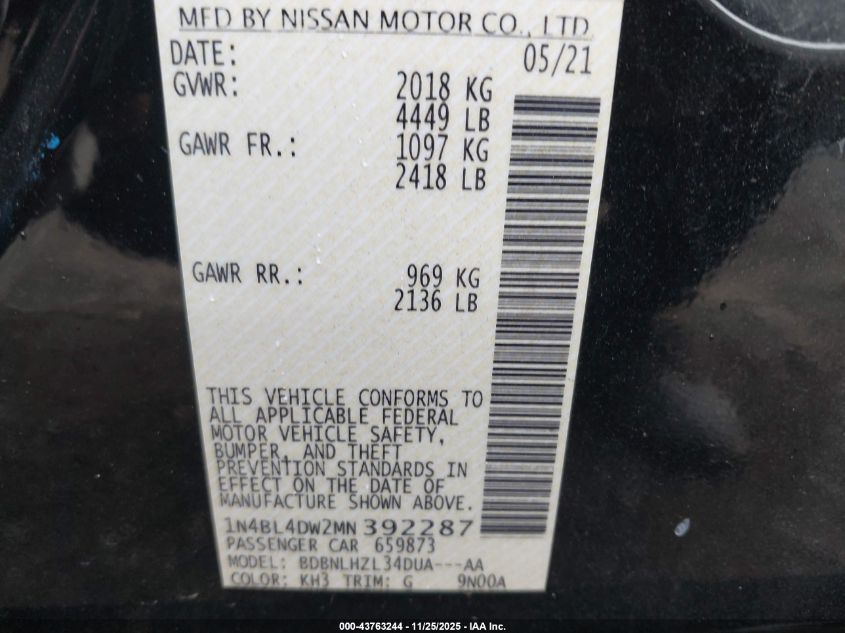 MFD BY NISSAN MOTOR CO., LTD
DATE: 05/21
GVWR: 2018 KG
4449 LB
GAWR FR.: 1097 KG
2418 LB
GAWR RR.: 969 KG
2136 LB
THIS VEHICLE CONFORMS TO
ALL APPLICABLE FEDERAL
MOTOR VEHICLE SAFETY,
BUMPER, AND THEFT
PREVENTION STANDARDS IN
EFFECT ON THE DATE OF
MANUFACTURE SHOWN ABOVE.
1N4BL4DW2MN392287
PASSENGER CAR 659873
MODEL: BDBNLHZL34DUA---AA
COLOR: KH3 TRIM: G 9N00A
000-43763244 - 11/25/2025 - IAA Inc.